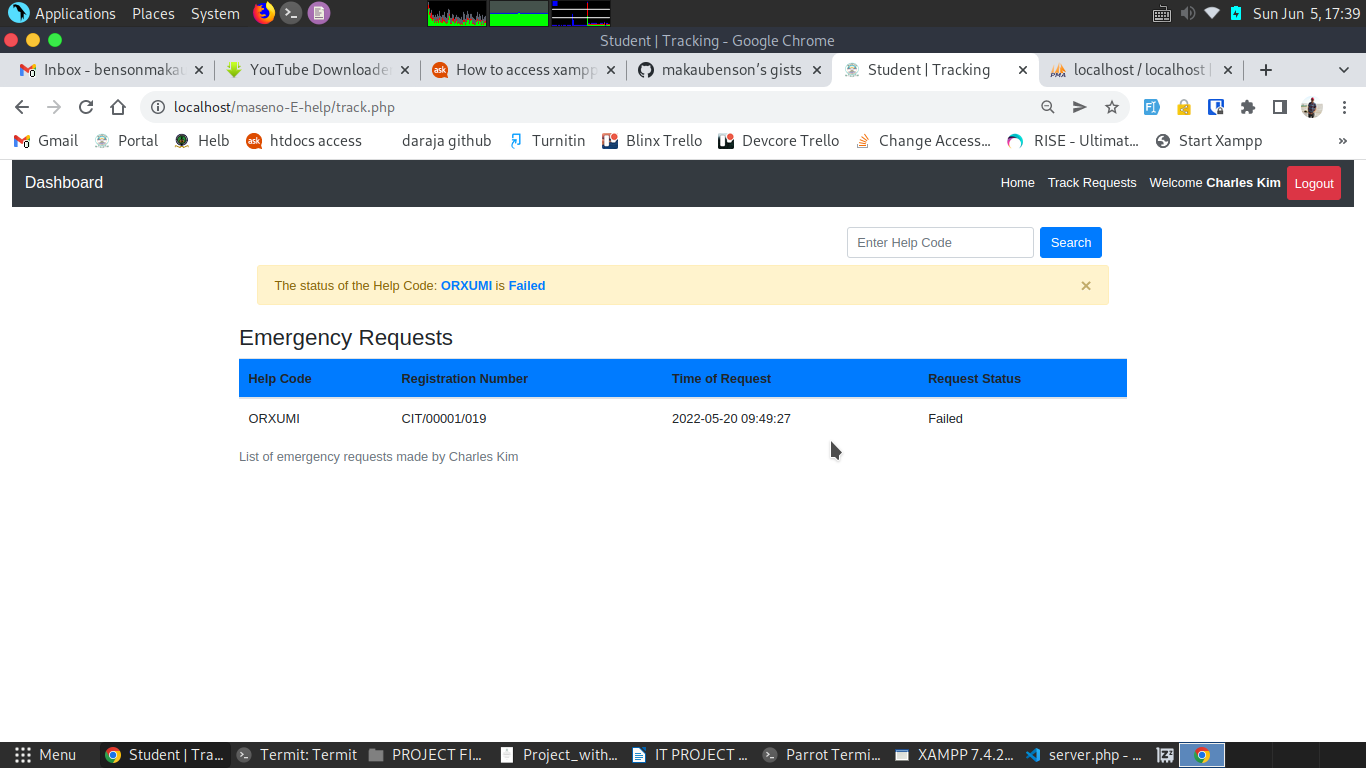 Applications Places System Sun Jun 5, 17:39
Student | Tracking - Google Chrome
Inbox - bensonmakau YouTube Downloader How to access xampp makaubenson's gists Student | Tracking localhost / localhost |
localhost/maseno-E-help/track.php
Gmail Portal Helb htdocs access daraja github Turnitin Blinx Trello Devcore Trello Change Access... RISE - Ultimat... Start Xampp »
Dashboard Home Track Requests Welcome Charles Kim Logout
Enter Help Code Search
The status of the Help Code: ORXUMI is Failed ×
Emergency Requests
Help Code Registration Number Time of Request Request Status
ORXUMI CIT/00001/019 2022-05-20 09:49:27 Failed
List of emergency requests made by Charles Kim
Menu Student | Tra... Termit: Termit PROJECT FI... Project_with... IT PROJECT ... Parrot Termi... XAMPP 7.4.2... server.php - ...